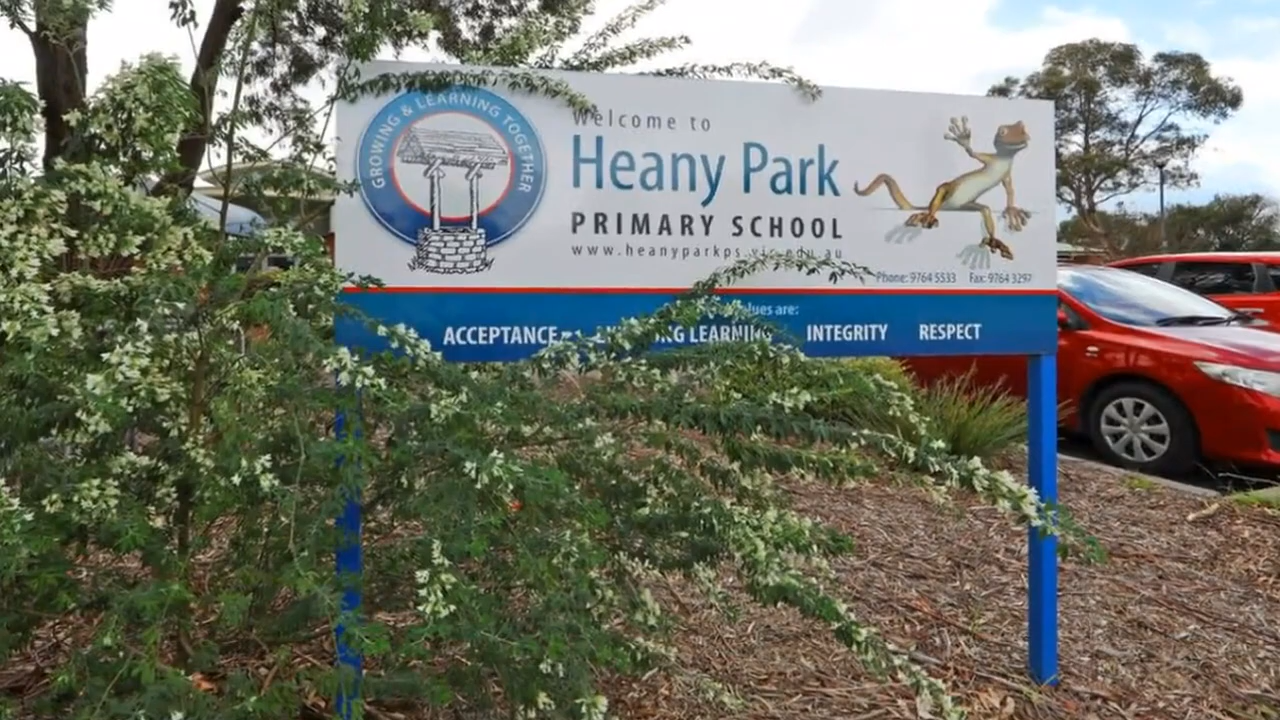 GROWING & LEARNING TOGETHER
Welcome to
Heany Park
PRIMARY SCHOOL
www.heanyparkps.vic.edu.au
Phone: 9764 5533 Fax: 9764 3297
are:
ACCEPTANCE LEARNING INTEGRITY RESPECT